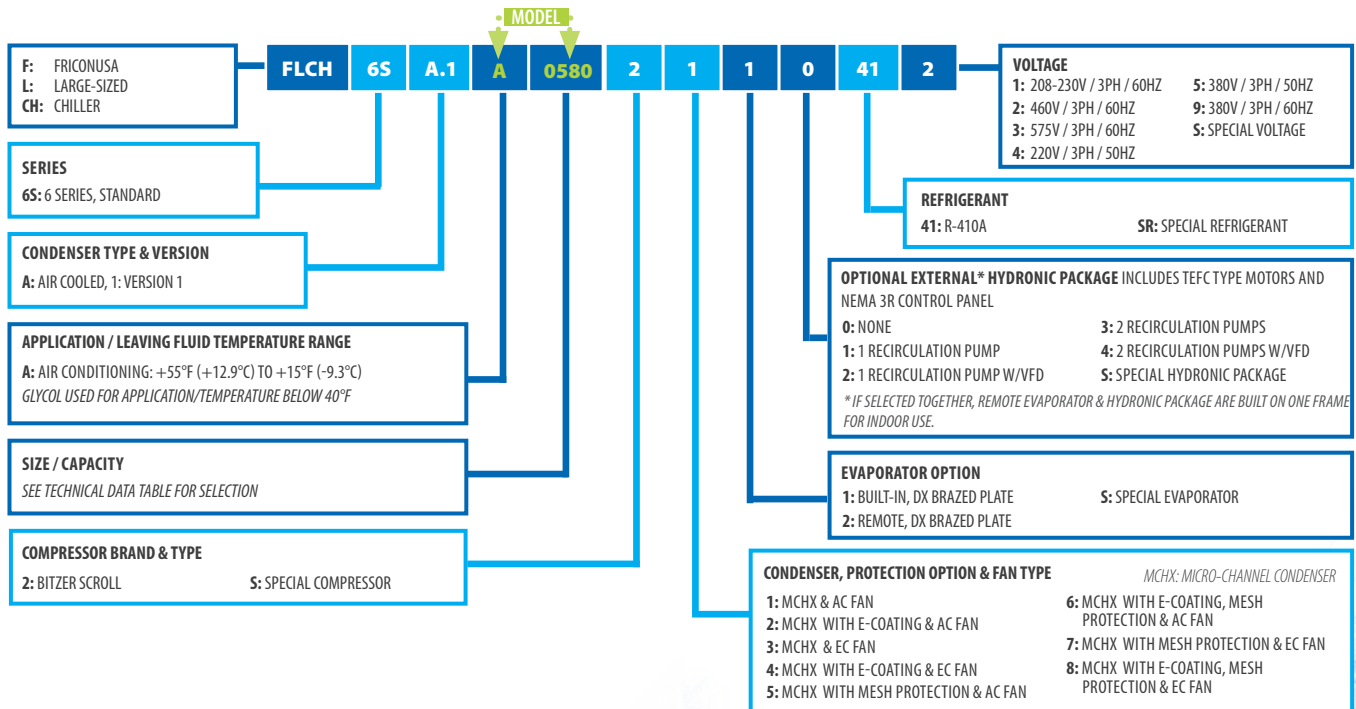 MODEL
FLCH 6S A.1 A 0580 2 1 1 0 41 2
F: FRICONUSA
L: LARGE-SIZED
CH: CHILLER
SERIES
6S: 6 SERIES, STANDARD
CONDENSER TYPE & VERSION
A: AIR COOLED, 1: VERSION 1
APPLICATION / LEAVING FLUID TEMPERATURE RANGE
A: AIR CONDITIONING: +55°F (+12.9°C) TO +15°F (-9.3°C)
GLYCOL USED FOR APPLICATION/TEMPERATURE BELOW 40°F
SIZE / CAPACITY
SEE TECHNICAL DATA TABLE FOR SELECTION
COMPRESSOR BRAND & TYPE
2: BITZER SCROLL S: SPECIAL COMPRESSOR
VOLTAGE
1: 208-230V / 3PH / 60HZ 5: 380V / 3PH / 50HZ
2: 460V / 3PH / 60HZ 9: 380V / 3PH / 60HZ
3: 575V / 3PH / 60HZ S: SPECIAL VOLTAGE
4: 220V / 3PH / 50HZ
REFRIGERANT
41: R-410A SR: SPECIAL REFRIGERANT
OPTIONAL EXTERNAL* HYDRONIC PACKAGE INCLUDES TEFC TYPE MOTORS AND
NEMA 3R CONTROL PANEL
0: NONE 3: 2 RECIRCULATION PUMPS
1: 1 RECIRCULATION PUMP 4: 2 RECIRCULATION PUMPS W/VFD
2: 1 RECIRCULATION PUMP W/VFD S: SPECIAL HYDRONIC PACKAGE
* IF SELECTED TOGETHER, REMOTE EVAPORATOR & HYDRONIC PACKAGE ARE BUILT ON ONE FRAME
FOR INDOOR USE.
EVAPORATOR OPTION
1: BUILT-IN, DX BRAZED PLATE S: SPECIAL EVAPORATOR
2: REMOTE, DX BRAZED PLATE
CONDENSER, PROTECTION OPTION & FAN TYPE MCHX: MICRO-CHANNEL CONDENSER
1: MCHX & AC FAN
2: MCHX WITH E-COATING & AC FAN
3: MCHX & EC FAN
4: MCHX WITH E-COATING & EC FAN
5: MCHX WITH MESH PROTECTION & AC FAN
6: MCHX WITH E-COATING, MESH
PROTECTION & AC FAN
7: MCHX WITH MESH PROTECTION & EC FAN
8: MCHX WITH E-COATING, MESH
PROTECTION & EC FAN